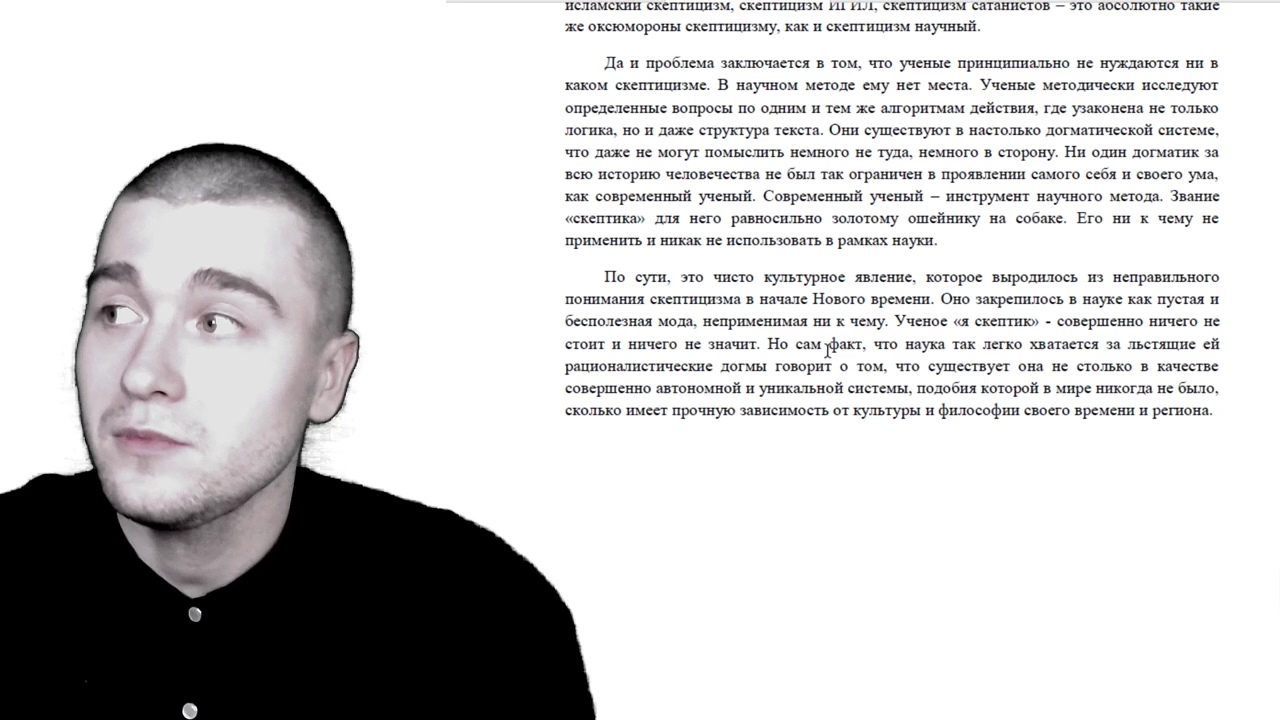 исламский скептицизм, скептицизм ИГИЛ, скептицизм сатанистов – это абсолютно такие
же оксюмороны скептицизму, как и скептицизм научный.
Да и проблема заключается в том, что ученые принципиально не нуждаются ни в
каком скептицизме. В научном методе ему нет места. Ученые методически исследуют
определенные вопросы по одним и тем же алгоритмам действия, где узаконена не только
логика, но и даже структура текста. Они существуют в настолько догматической системе,
что даже не могут помыслить немного не туда, немного в сторону. Ни один догматик за
всю историю человечества не был так ограничен в проявлении самого себя и своего ума,
как современный ученый. Современный ученый – инструмент научного метода. Звание
«скептика» для него равносильно золотому ошейнику на собаке. Его ни к чему не
применить и никак не использовать в рамках науки.
По сути, это чисто культурное явление, которое выродилось из неправильного
понимания скептицизма в начале Нового времени. Оно закрепилось в науке как пустая и
бесполезная мода, неприменимая ни к чему. Ученое «я скептик» - совершенно ничего не
стоит и ничего не значит. Но сам факт, что наука так легко хватается за льстящие ей
рационалистические догмы говорит о том, что существует она не столько в качестве
совершенно автономной и уникальной системы, подобия которой в мире никогда не было,
сколько имеет прочную зависимость от культуры и философии своего времени и региона.